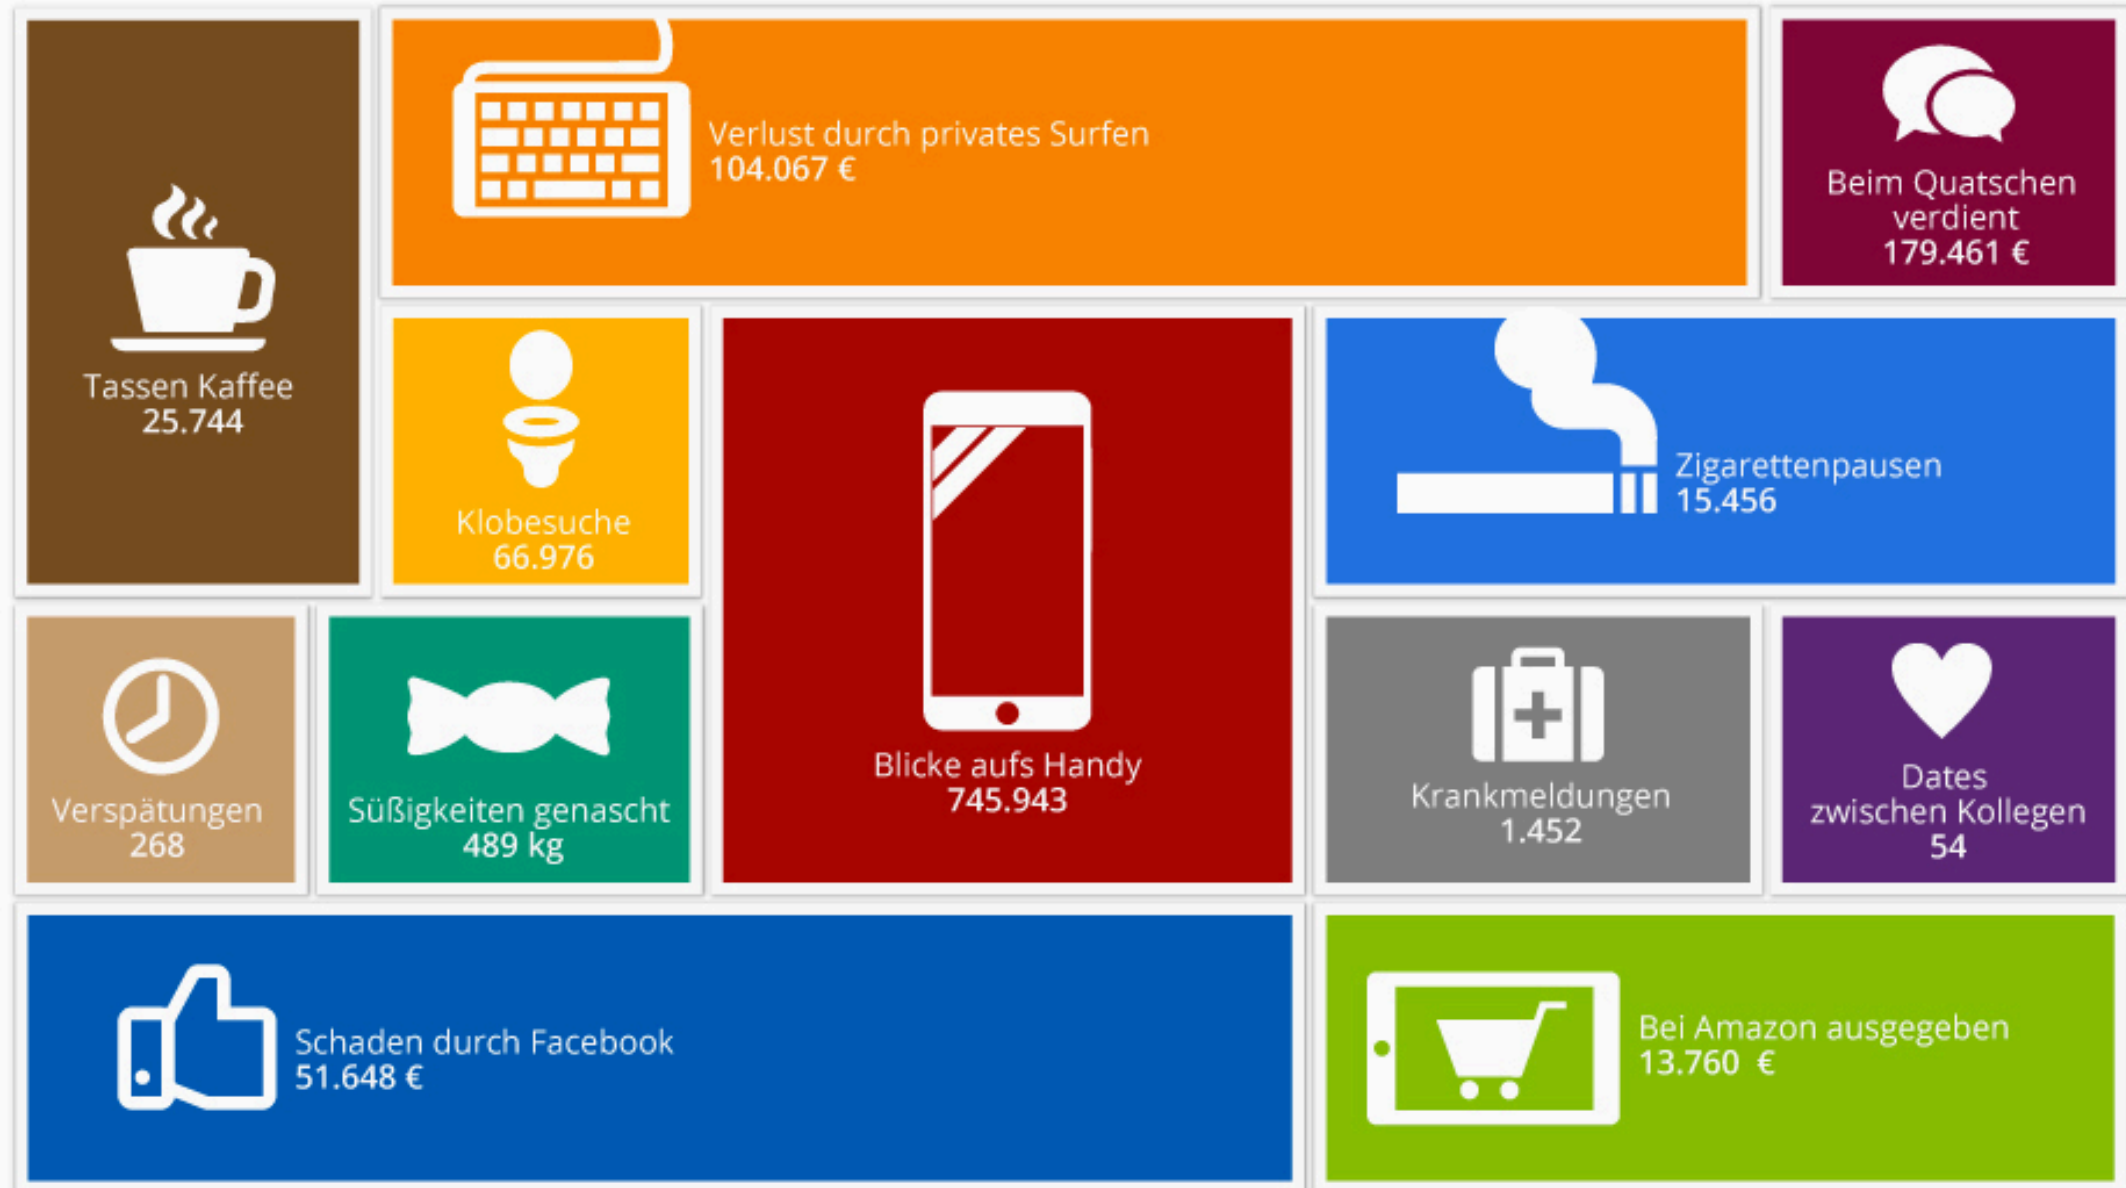 Tassen Kaffee
25.744
Verlust durch privates Surfen
104.067 €
Beim Quatschen
verdient
179.461 €
Klobesuche
66.976
Blicke aufs Handy
745.943
Zigarettenpausen
15.456
Verspätungen
268
Süßigkeiten genascht
489 kg
Krankmeldungen
1.452
Dates
zwischen Kollegen
54
Schaden durch Facebook
51.648 €
Bei Amazon ausgegeben
13.760 €